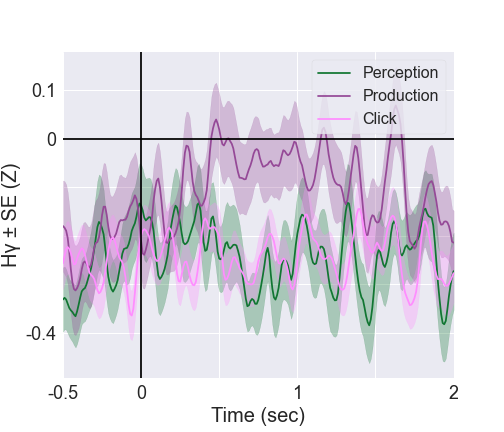 Hγ ± SE (Z)
0.1
0
-0.4
Perception
Production
Click
-0.5
0
1
2
Time (sec)